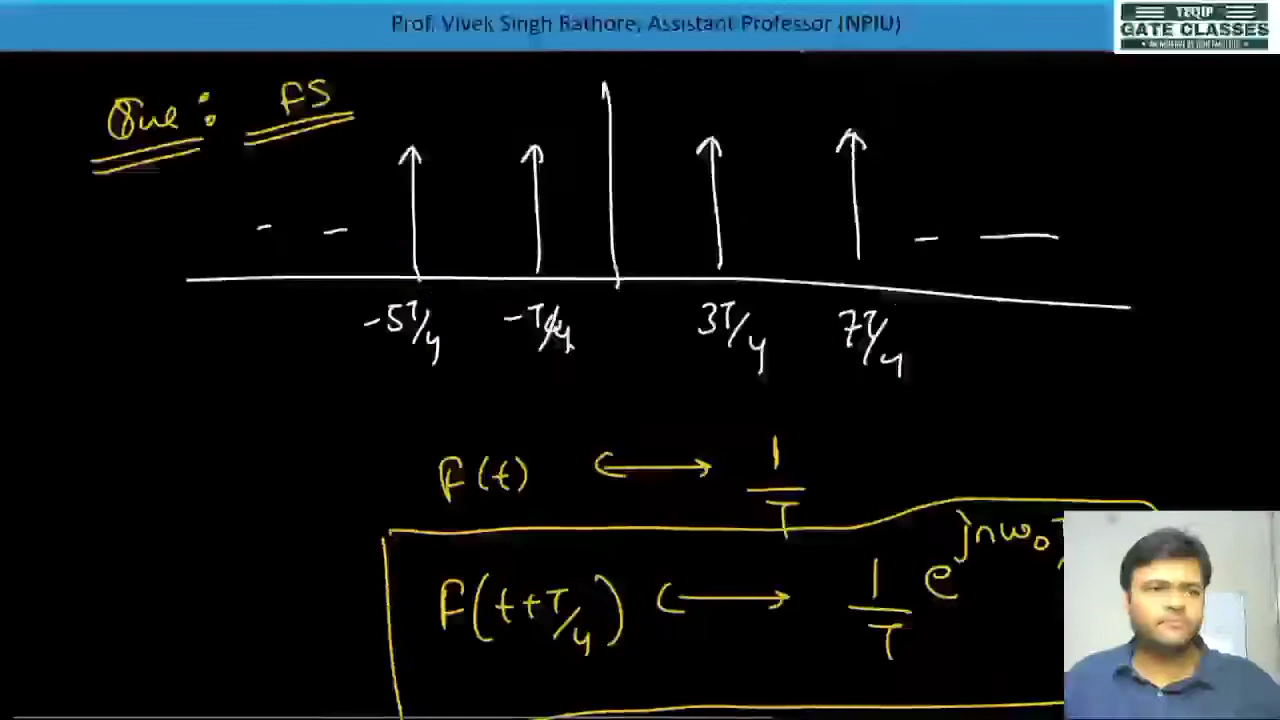 Prof. Vivek Singh Rathore, Assistant Professor (NPIU)
TEQIP
GATE CLASSES
Que: FS
-5T/4 -T/4 3T/4 7T/4
F(t) ⟷ 1/T
F(t+T/4) ⟷ 1/T e^jnω₀T/